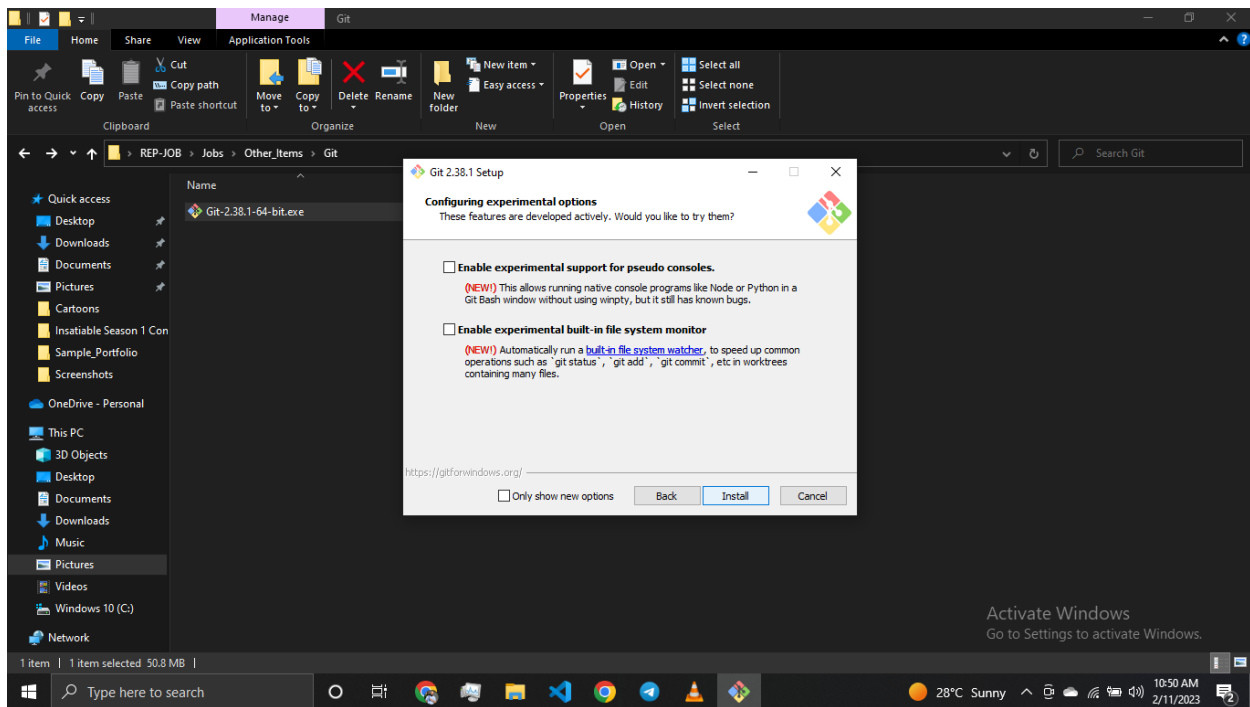 Manage
Git
File
Home
Share
View
Application Tools
Pin to Quick access
Copy
Paste
Cut
Copy path
Paste shortcut
Clipboard
Move to
Copy to
Delete
Rename
Organize
New folder
New item
Easy access
New
Properties
Open
Edit
History
Open
Select all
Select none
Invert selection
Select
REP-JOB > Jobs > Other_Items > Git
Search Git
Quick access
Desktop
Downloads
Documents
Pictures
Cartoons
Insatiable Season 1 Con
Sample_Portfolio
Screenshots
OneDrive - Personal
This PC
3D Objects
Desktop
Documents
Downloads
Music
Pictures
Videos
Windows 10 (C:)
Network
Name
Git-2.38.1-64-bit.exe
Git 2.38.1 Setup
Configuring experimental options
These features are developed actively. Would you like to try them?
Enable experimental support for pseudo consoles.
(NEW!) This allows running native console programs like Node or Python in a
Git Bash window without using winpty, but it still has known bugs.
Enable experimental built-in file system monitor
(NEW!) Automatically run a built-in file system watcher, to speed up common
operations such as `git status`, `git add`, `git commit`, etc in worktrees
containing many files.
https://gitforwindows.org/
Only show new options
Back
Install
Cancel
Activate Windows
Go to Settings to activate Windows.
1 item
1 item selected 50.8 MB
Type here to search
28°C Sunny
10:50 AM
2/11/2023
2